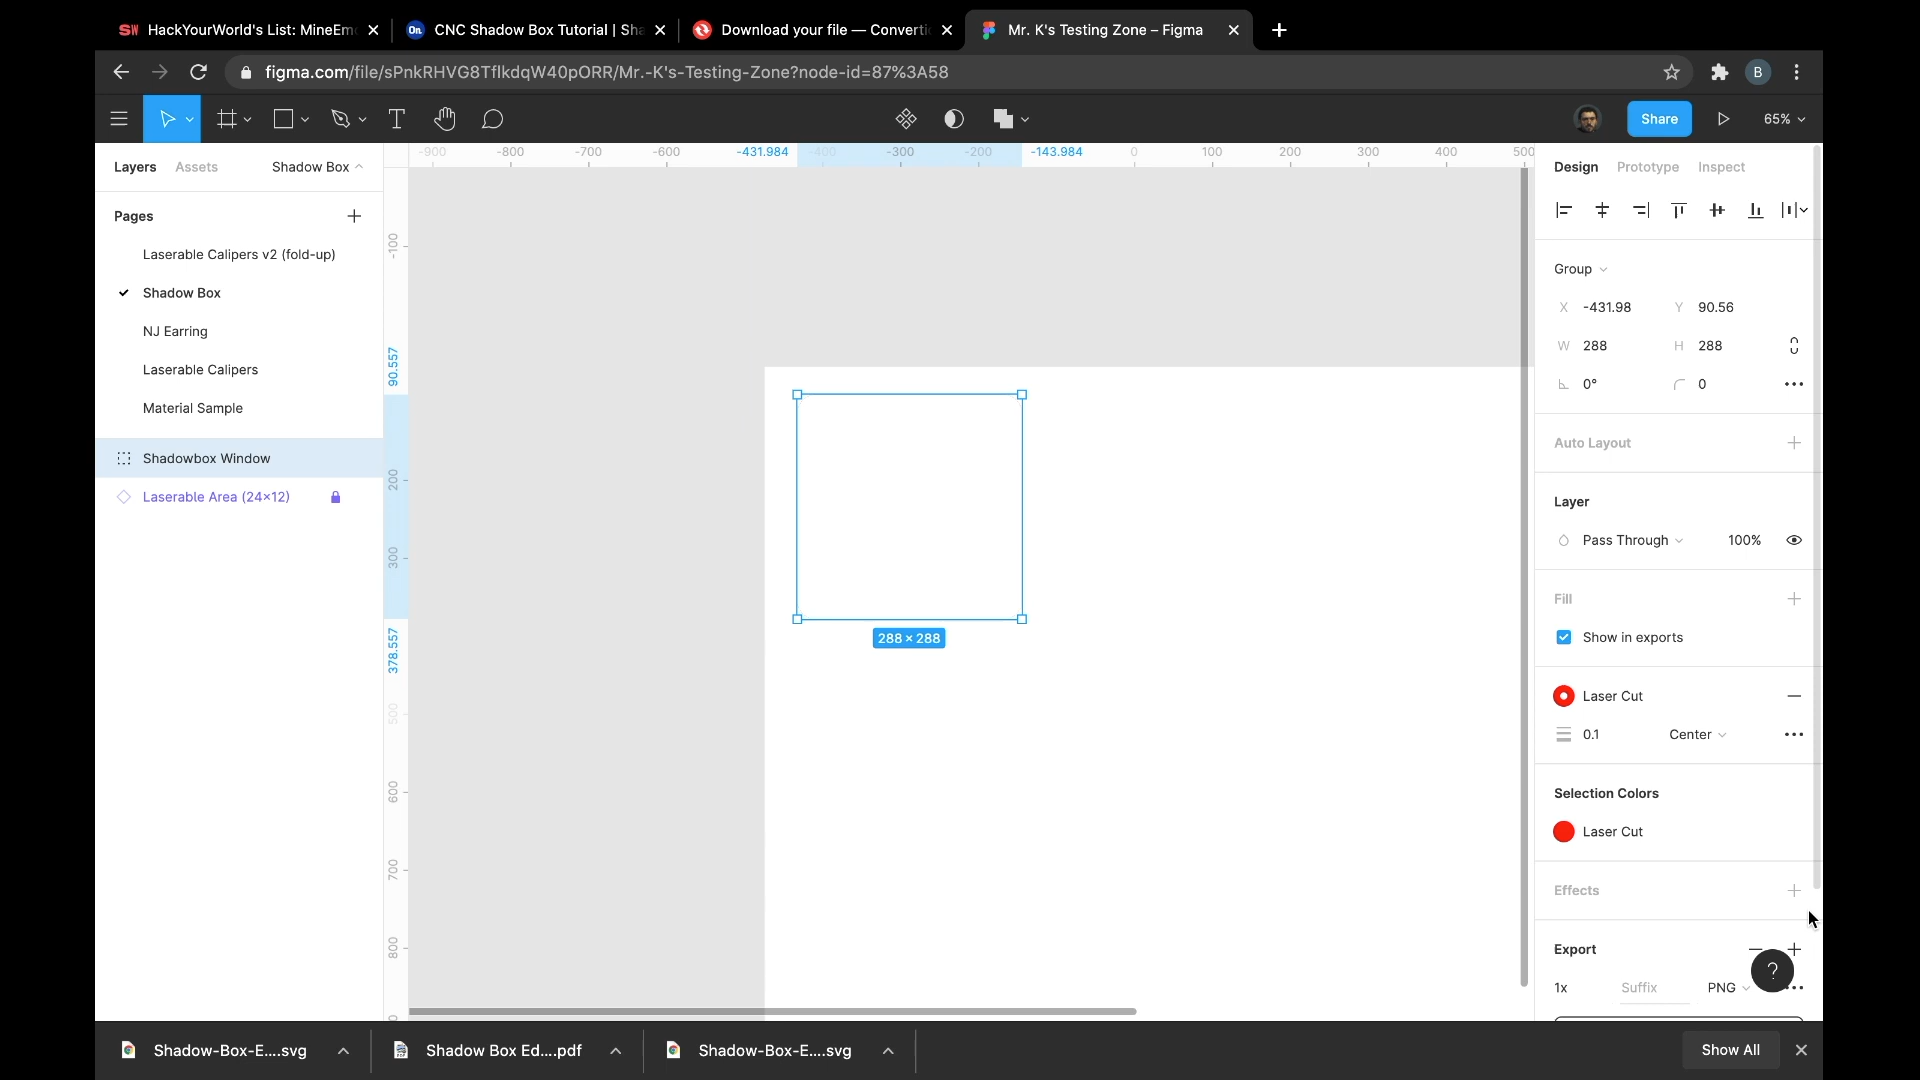 HackYourWorld's List: MineEm
CNC Shadow Box Tutorial | Sha
Download your file — Converti
Mr. K's Testing Zone – Figma
figma.com/file/sPnkRHVG8TflkdqW40pORR/Mr.-K's-Testing-Zone?node-id=87%3A58
B
Share
65%
Layers
Assets
Shadow Box
-900 -800 -700 -600 -431.984 -400 -300 -200 -143.984 0 100 200 300 400 500
Design
Prototype
Inspect
Pages
Laserable Calipers v2 (fold-up)
Shadow Box
NJ Earring
Laserable Calipers
Material Sample
Shadowbox Window
Laserable Area (24x12)
-100
90.557
200
300
378.557
500
600
700
800
288 × 288
Group
X -431.98 Y 90.56
W 288 H 288
0° 0
Auto Layout
Layer
Pass Through 100%
Fill
Show in exports
Laser Cut
0.1 Center
Selection Colors
Laser Cut
Effects
Export
?
1x Suffix PNG
Shadow-Box-E....svg
Shadow Box Ed....pdf
Shadow-Box-E....svg
Show All